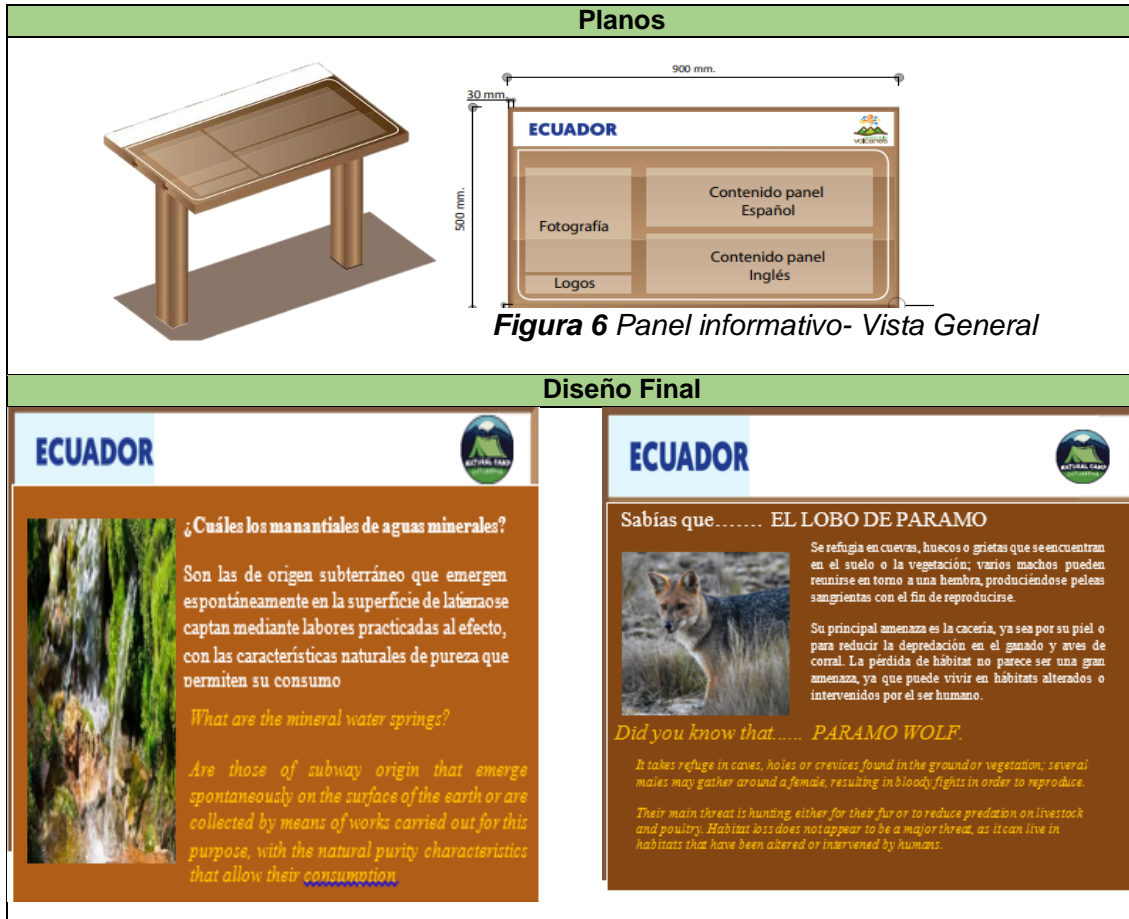 Planos
900 mm.
30 mm.
500 mm.
ECUADOR
volcanels
Fotografía
Logos
Contenido panel
Español
Contenido panel
Inglés
Figura 6 Panel informativo- Vista General
Diseño Final
ECUADOR
NATURAL CAMP
¿Cuáles los manantiales de aguas minerales?
Son las de origen subterráneo que emergen
espontáneamente en la superficie de latierraose
captan mediante labores practicadas al efecto,
con las características naturales de pureza que
permiten su consumo
What are the mineral water springs?
Are those of subway origin that emerge
spontaneously on the surface of the earth or are
collected by means of works carried out for this
purpose, with the natural purity characteristics
that allow their consumption
ECUADOR
NATURAL CAMP
Sabías que....... EL LOBO DE PARAMO
Se refugia en cuevas, huecos o grietas que se encuentran
en el suelo o la vegetación; varios machos pueden
reunirse en torno a una hembra, produciéndose peleas
sangrientas con el fin de reproducirse.
Su principal amenaza es la cacería, ya sea por su piel o
para reducir la depredación en el ganado y aves de
corral. La pérdida de hábitat no parece ser una gran
amenaza, ya que puede vivir en hábitats alterados o
intervenidos por el ser humano.
Did you know that...... PARAMO WOLF.
It takes refuge in caves, holes or crevices found in the ground or vegetation; several
males may gather around a female, resulting in bloody fights in order to reproduce.
Their main threat is hunting, either for their fur or to reduce predation on livestock
and poultry. Habitat loss does not appear to be a major threat, as it can live in
habitats that have been altered or intervened by humans.